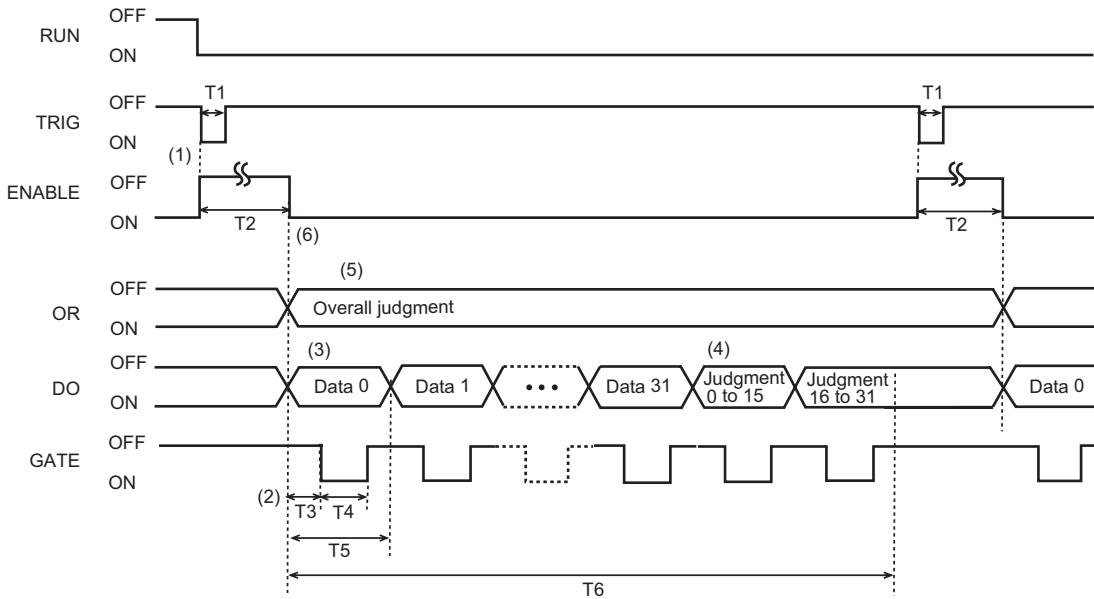 OFF
RUN
ON
OFF
T1
T1
TRIG
ON
(1)
OFF
ENABLE
ON
T2
(6)
T2
(5)
OFF
OR
Overall judgment
ON
(3)
(4)
OFF
DO
Data 0
Data 1
•••
Data 31
Judgment
0 to 15
Judgment
16 to 31
Data 0
ON
OFF
GATE
ON
(2)
T3
T4
T5
T6